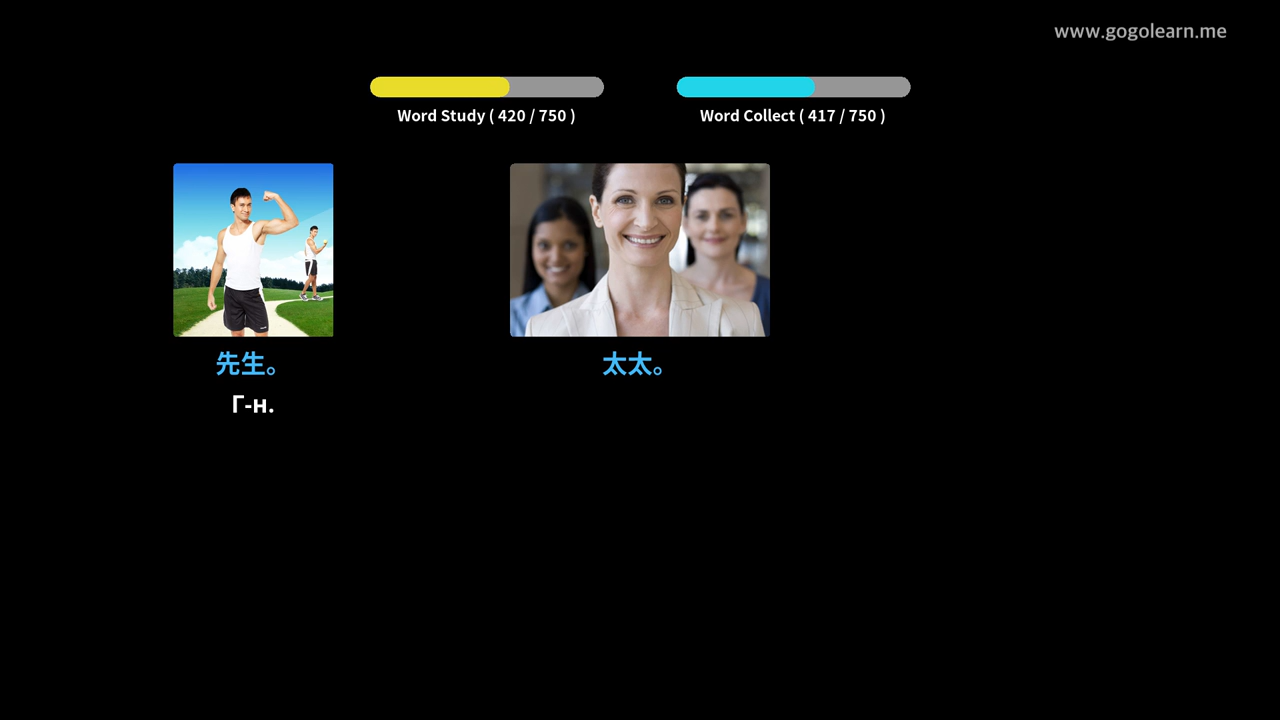 www.gogolearn.me
Word Study ( 420 / 750 )
Word Collect ( 417 / 750 )
先生。
太太。
Г-н.